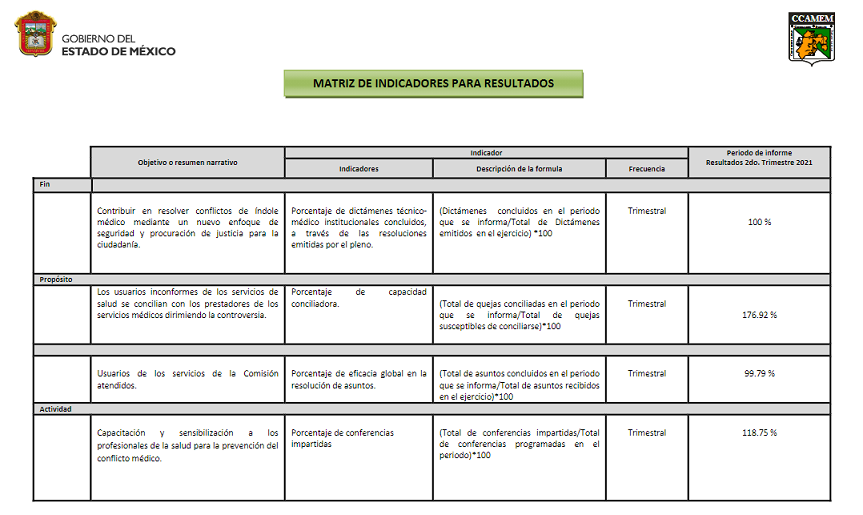 GOBIERNO DEL
ESTADO DE MÉXICO
CCAMEM
MATRIZ DE INDICADORES PARA RESULTADOS
Objetivo o resumen narrativo
Indicador
Periodo de informe
Resultados 2do. Trimestre 2021
Indicadores
Descripción de la formula
Frecuencia
Fin
Contribuir en resolver conflictos de índole
médico mediante un nuevo enfoque de
seguridad y procuración de justicia para la
ciudadanía.
Porcentaje de dictámenes técnico-
médico institucionales concluidos,
a través de las resoluciones
emitidas por el pleno.
(Dictámenes concluidos en el periodo
que se informa/Total de Dictámenes
emitidos en el ejercicio) *100
Trimestral
100 %
Propósito
Los usuarios inconformes de los servicios de
salud se concilian con los prestadores de los
servicios médicos dirimiendo la controversia.
Porcentaje de capacidad
conciliadora.
(Total de quejas conciliadas en el periodo
que se informa/Total de quejas
susceptibles de conciliarse)*100
Trimestral
176.92 %
Usuarios de los servicios de la Comisión
atendidos.
Porcentaje de eficacia global en la
resolución de asuntos.
(Total de asuntos concluidos en el periodo
que se informa/Total de asuntos recibidos
en el ejercicio)*100
Trimestral
99.79 %
Actividad
Capacitación y sensibilización a los
profesionales de la salud para la prevención del
conflicto médico.
Porcentaje de conferencias
impartidas
(Total de conferencias impartidas/Total
de conferencias programadas en el
periodo)*100
Trimestral
118.75 %